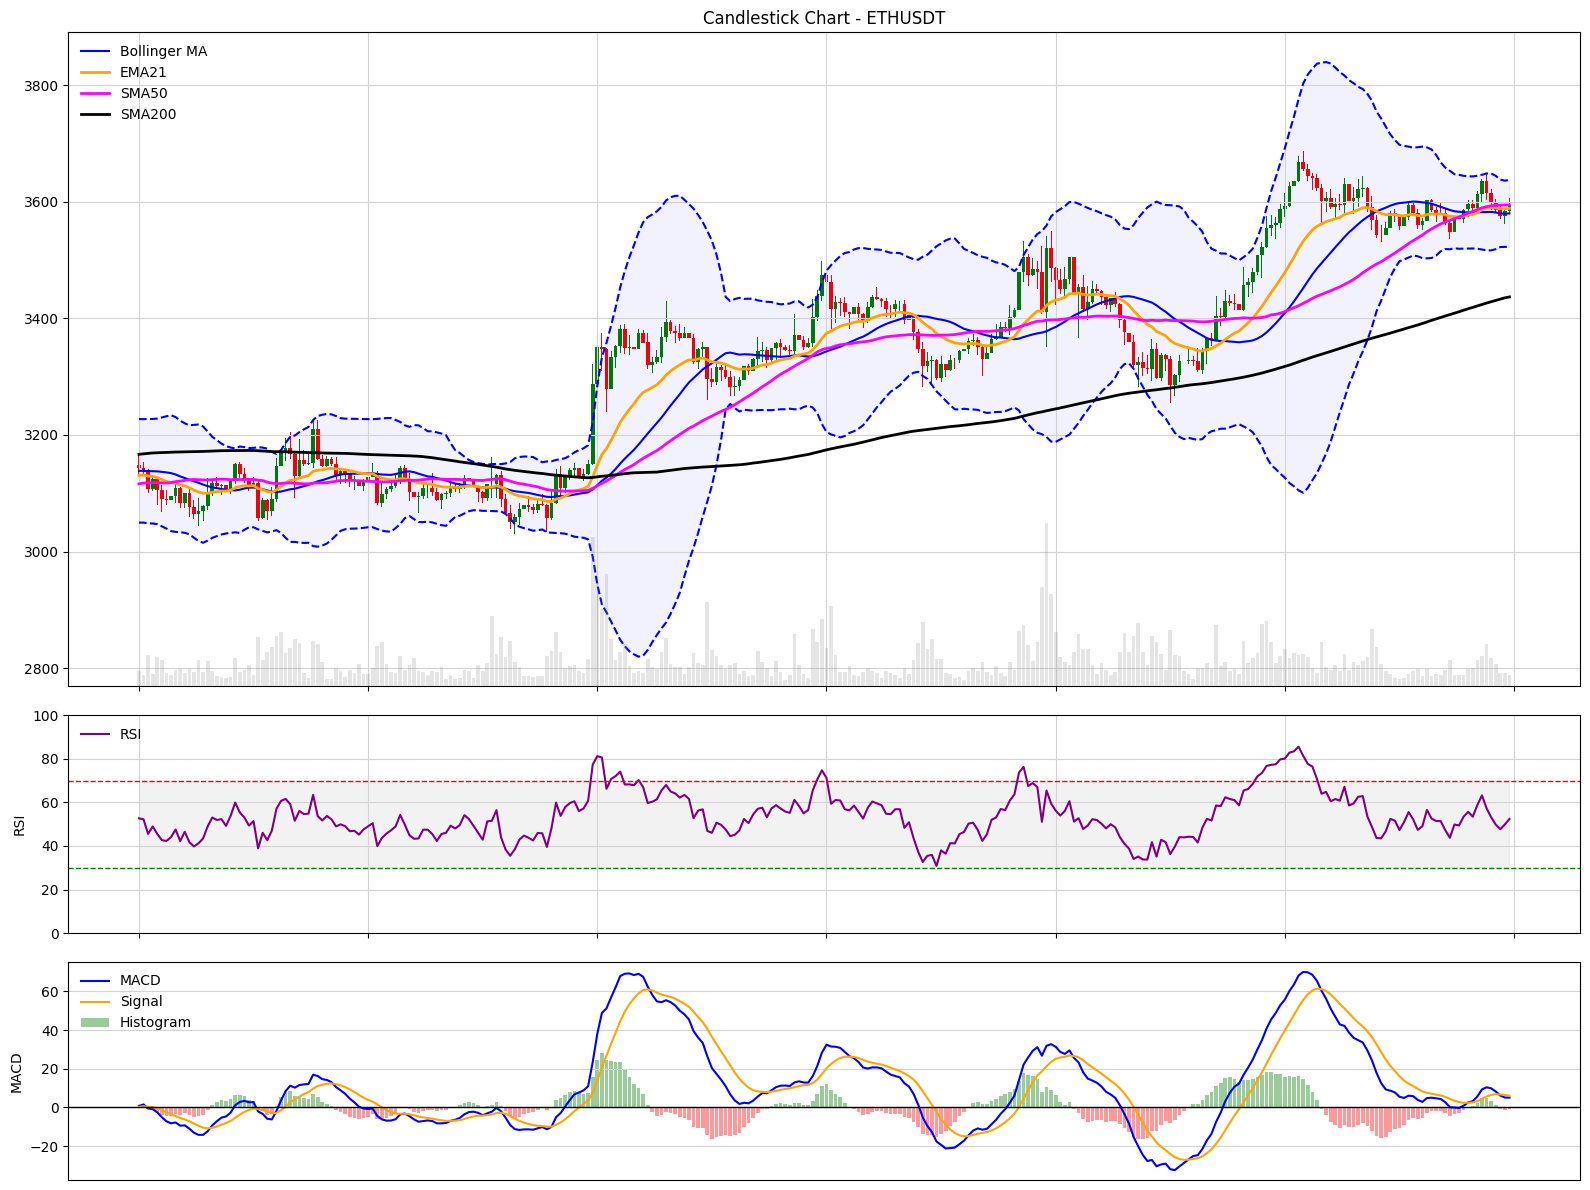 Candlestick Chart - ETHUSDT
Bollinger MA
EMA21
SMA50
SMA200
3800
3600
3400
3200
3000
2800
RSI
100
80
60
40
20
0
RSI
MACD
Signal
Histogram
60
40
20
0
−20
MACD